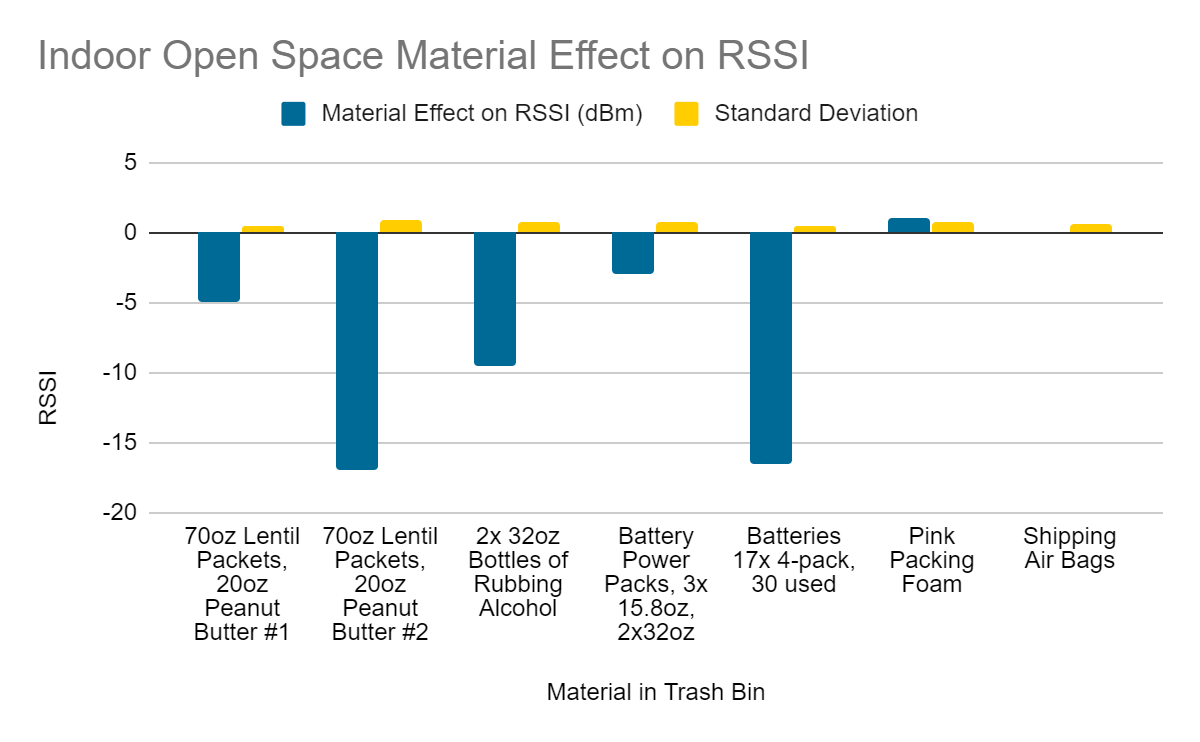 Indoor Open Space Material Effect on RSSI
Material Effect on RSSI (dBm)
Standard Deviation
5
0
-5
-10
-15
-20
RSSI
70oz Lentil
Packets,
20oz
Peanut
Butter #1
70oz Lentil
Packets,
20oz
Peanut
Butter #2
2x 32oz
Bottles of
Rubbing
Alcohol
Battery
Power
Packs, 3x
15.8oz,
2x32oz
Batteries
17x 4-pack,
30 used
Pink
Packing
Foam
Shipping
Air Bags
Material in Trash Bin